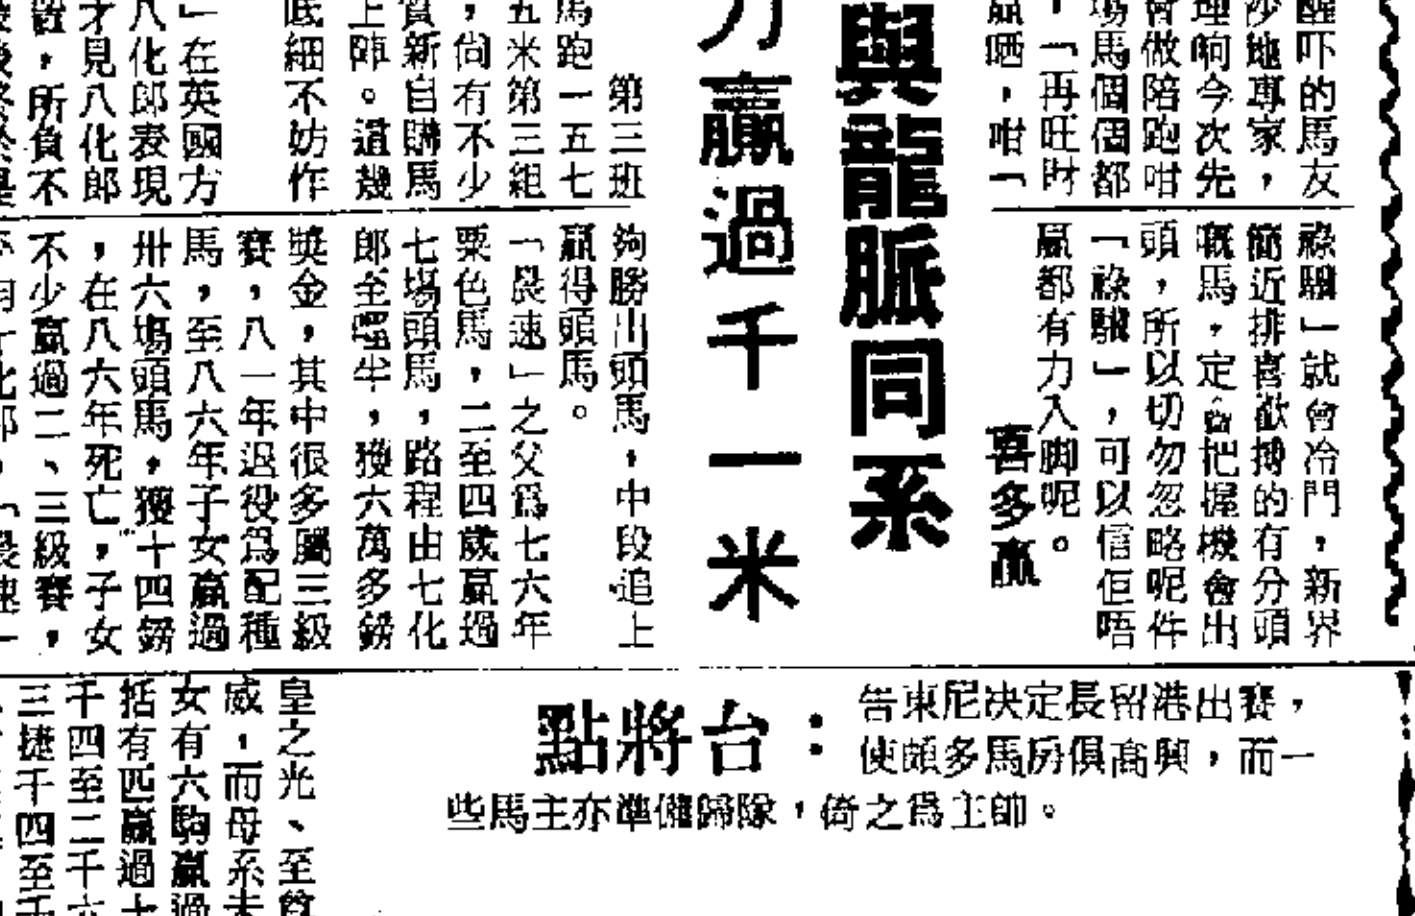 醒吓的馬友
沙地專家，
理响今次先
會做陪跑咁
場馬個個都
，「再旺財
贏晒，咁「
祿驥」就會冷門，新界
簡近排喜歡搏的有分頭
嘅馬，定會把握機會出
頭，所以切勿忽略呢件
「祿驥」，可以信但唔
贏都有力入脚呢。
喜多贏
與龍脈同系
力贏過千一米
第三班
馬跑一五七
五米第三組
，尚有不少
質新自購馬
上陣。這幾
底細不妨作
」在英國方
八化郎表現
才見八化郎
，所負不
夠勝出頭馬，中段追上
贏得頭馬。
「晨速」之父爲七六年
栗色馬，二至四歲贏過
七場頭馬，路程由七化
郎至哩半，獲六萬多鎊
獎金，其中很多屬三級
賽，八一年退役爲配種
馬，至八六年子女贏過
卅六場頭馬，獲十四鎊
，在八六年死亡，子女
不少贏過二、三級賽，
點將台：
告東尼决定長留港出賽，
使頗多馬房俱高興，而一
些馬主亦準備歸隊，倚之爲主帥。
皇之光、至尊
威，而母系未
女有六駒贏過
括有匹贏過七
千四至二千六
三捷千四至千